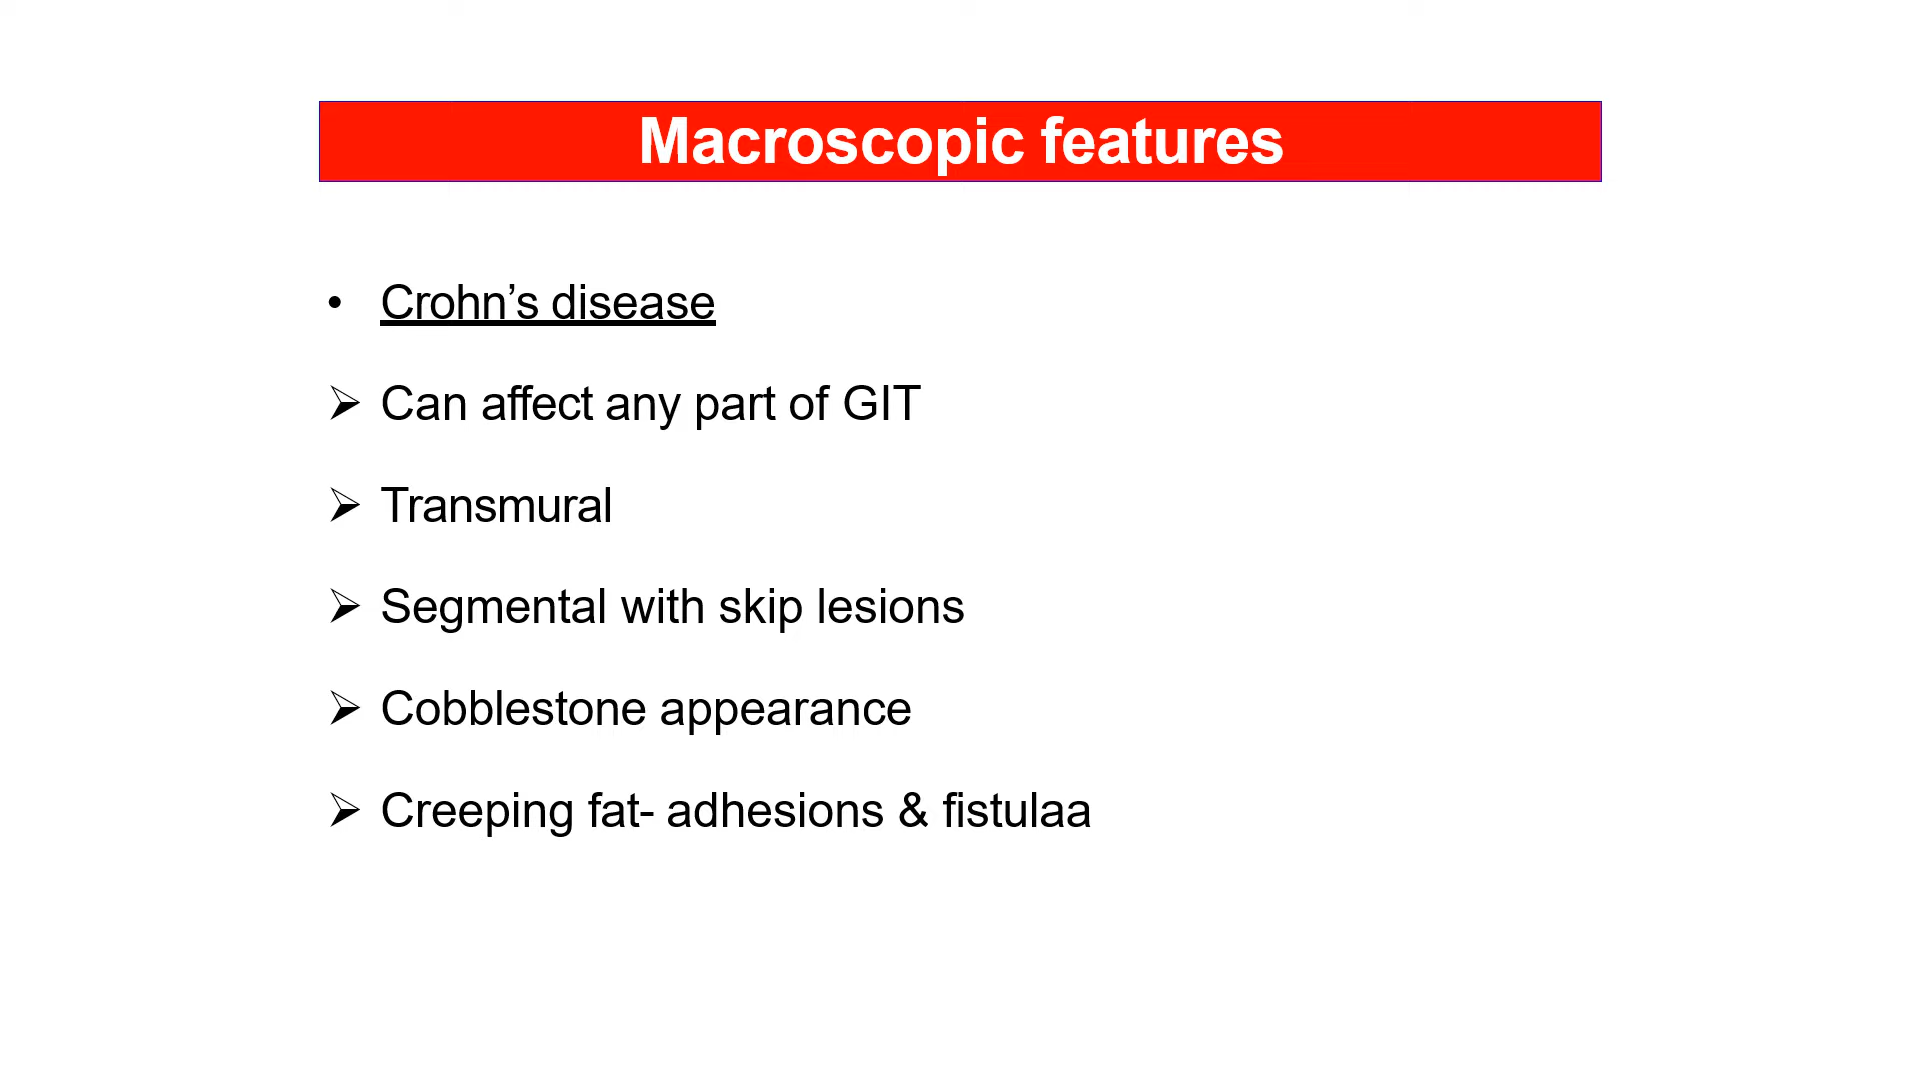 Macroscopic features
• Crohn’s disease
➢ Can affect any part of GIT
➢ Transmural
➢ Segmental with skip lesions
➢ Cobblestone appearance
➢ Creeping fat- adhesions & fistulaa